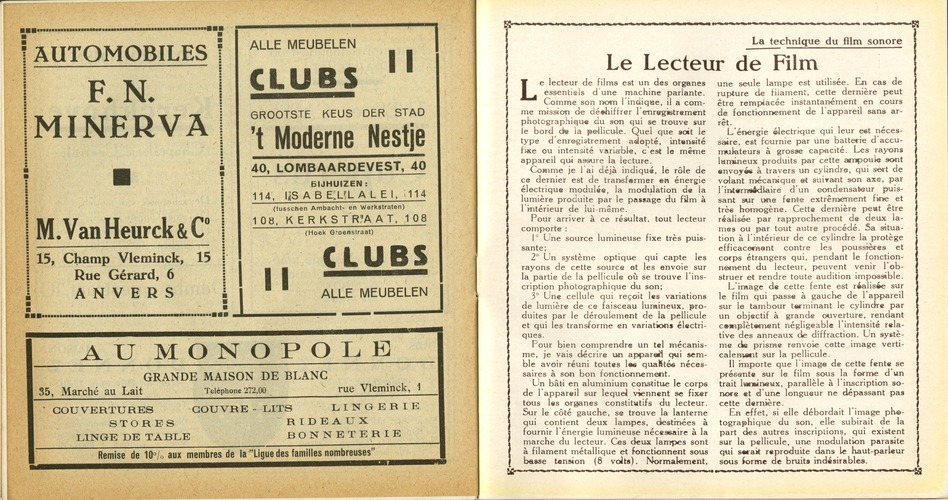 AUTOMOBILES
F. N.
MINERVA
M. Van Heurck & Cº
15, Champ Vleminck, 15
Rue Gérard, 6
ANVERS
ALLE MEUBELEN
CLUBS
GROOTSTE KEUS DER STAD
't Moderne Nestje
40, LOMBAARDEVEST, 40
BIJHUIZEN :
114, ISABELLALEI, 114
(tusschen Ambacht- en Werkstraten)
108, KERKSTRAAT, 108
(Hoek Groenstraat)
CLUBS
ALLE MEUBELEN
AU MONOPOLE
GRANDE MAISON DE BLANC
35, Marché au Lait Téléphone 272,00 rue Vleminck, 1
COUVERTURES COUVRE - LITS LINGERIE
STORES RIDEAUX
LINGE DE TABLE BONNETERIE
Remise de 10% aux membres de la "Ligue des familles nombreuses"
La technique du film sonore
Le Lecteur de Film
Le lecteur de films est un des organes
essentiels d'une machine parlante.
Comme son nom l'indique, il a com-
me mission de déchiffrer l'enregistrement
photographique du son qui se trouve sur
le bord de la pellicule. Quel que soit le
type d'enregistrement adopté, intensité
fixe ou intensité variable, c'est le même
appareil qui assure la lecture.
Comme je l'ai déjà indiqué, le rôle de
ce dernier est de transformer en énergie
électrique modulée, la modulation de la
lumière produite par le passage du film à
l'intérieur de lui-même.
Pour arriver à ce résultat, tout lecteur
comporte :
1º Une source lumineuse fixe très puis-
sante;
2º Un système optique qui capte les
rayons de cette source et les envoie sur
la partie de la pellicule où se trouve l'ins-
cription photographique du son;
3º Une cellule qui reçoit les variations
de lumière de ce faisceau lumineux, pro-
duites par le déroulement de la pellicule
et qui les transforme en variations électri-
ques.
Pour bien comprendre un tel mécanis-
me, je vais décrire un appareil qui sem-
ble avoir réuni toutes les qualités néces-
saires à son bon fonctionnement.
Un bâti en aluminium constitue le corps
de l'appareil sur lequel viennent se fixer
tous les organes constitutifs du lecteur.
Sur le côté gauche, se trouve la lanterne
qui contient deux lampes, destinées à
fournir l'énergie lumineuse nécessaire à la
marche du lecteur. Ces deux lampes sont
à filament métallique et fonctionnent sous
basse tension (8 volts). Normalement,
une seule lampe est utilisée. En cas de
rupture de filament, cette dernière peut
être remplacée instantanément en cours
de fonctionnement de l'appareil sans ar-
rêt.
L'énergie électrique qui leur est néces-
saire, est fournie par une batterie d'accu-
mulateurs à grosse capacité. Les rayons
lumineux produits par cette ampoule sont
envoyés à travers un cylindre, qui sert de
volant mécanique et suivant son axe, par
l'intermédiaire d'un condensateur puis-
sant sur une fente extrêmement fine et
très homogène. Cette dernière peut être
réalisée par rapprochement de deux la-
mes ou par tout autre procédé. Sa situa-
tion à l'intérieur de ce cylindre la protège
efficacement contre les poussières et
corps étrangers qui, pendant le fonction-
nement du lecteur, peuvent venir l'ob-
struer et rendre toute audition impossible.
L'image de cette fente est réalisée sur
le film qui passe à gauche de l'appareil
sur le tambour terminant le cylindre par
un objectif à grande ouverture, rendant
complètement négligeable l'intensité rela-
tive des anneaux de diffraction. Un systè-
me de prisme renvoie cette image verti-
calement sur la pellicule.
Il importe que l'image de cette fente se
présente sur le film sous la forme d'un
trait lumineux, parallèle à l'inscription so-
nore et d'une longueur ne dépassant pas
cette dernière.
En effet, si elle débordait l'image pho-
tographique du son, elle subirait de la
part des autres inscriptions, qui existent
sur la pellicule, une modulation parasite
qui serait reproduite dans le haut-parleur
sous forme de bruits indésirables.